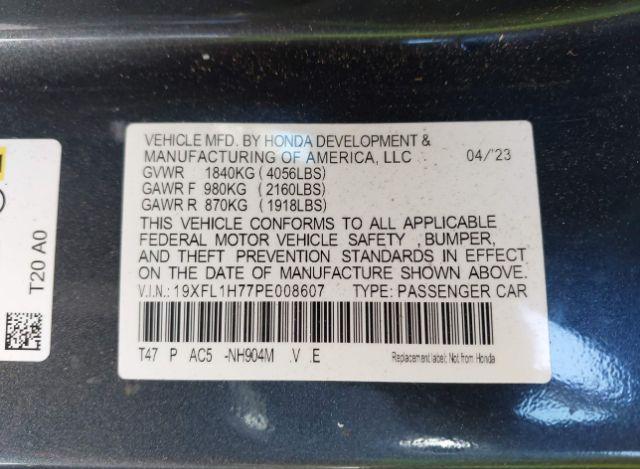 VEHICLE MFD. BY HONDA DEVELOPMENT &
MANUFACTURING OF AMERICA, LLC 04/'23
GVWR 1840KG (4056LBS)
GAWR F 980KG (2160LBS)
GAWR R 870KG (1918LBS)
THIS VEHICLE CONFORMS TO ALL APPLICABLE
FEDERAL MOTOR VEHICLE SAFETY , BUMPER,
AND THEFT PREVENTION STANDARDS IN EFFECT
ON THE DATE OF MANUFACTURE SHOWN ABOVE.
V.I.N.: 19XFL1H77PE008607 TYPE: PASSENGER CAR
T47 P AC5 -NH904M .V .E Replacement label: Not from Honda
T20 A0